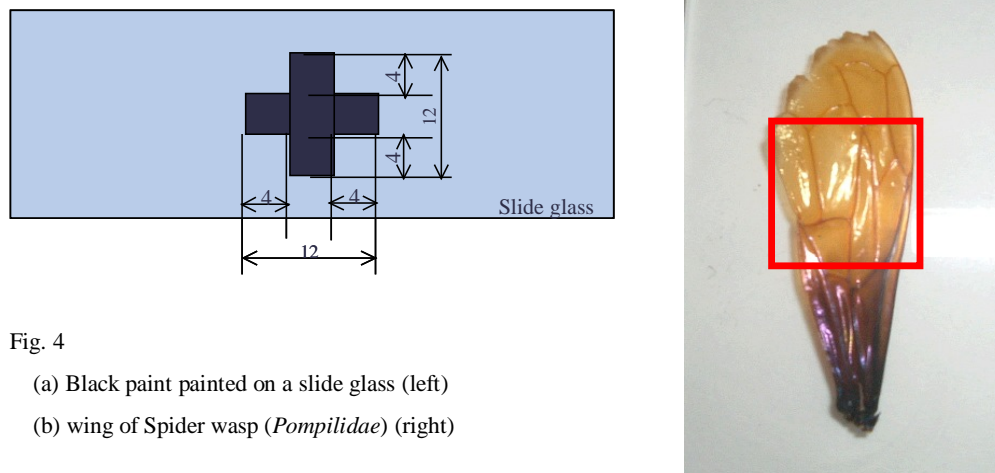 4
12
4
4
4
Slide glass
12
Fig. 4
(a) Black paint painted on a slide glass (left)
(b) wing of Spider wasp (Pompilidae) (right)